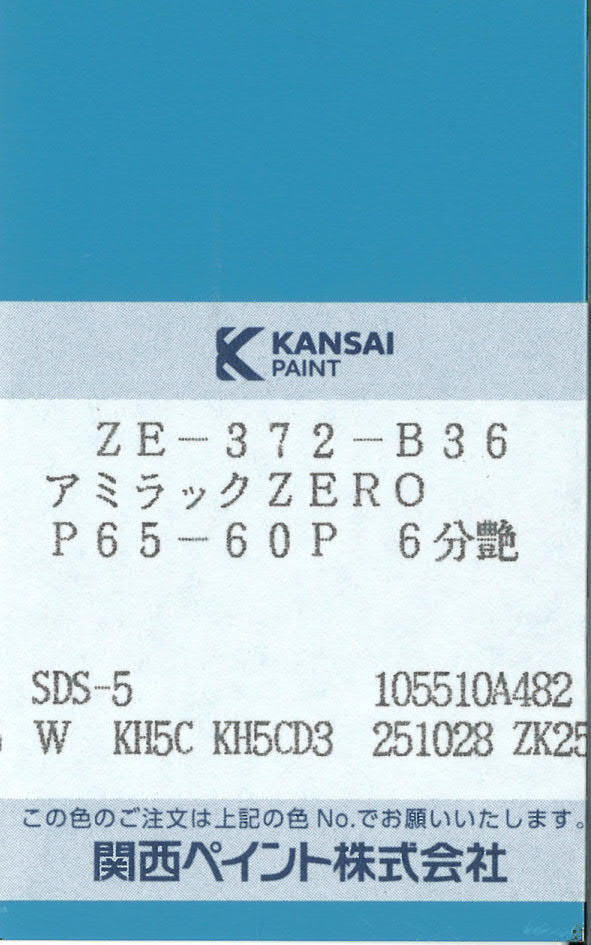 KANSAI
PAINT
ZE-372-B36
アミラックZERO
P65-60P 6分艶
SDS-5 105510A482
W KH5C KH5CD3 251028 ZK25
この色のご注文は上記の色No.でお願いいたします。
関西ペイント株式会社